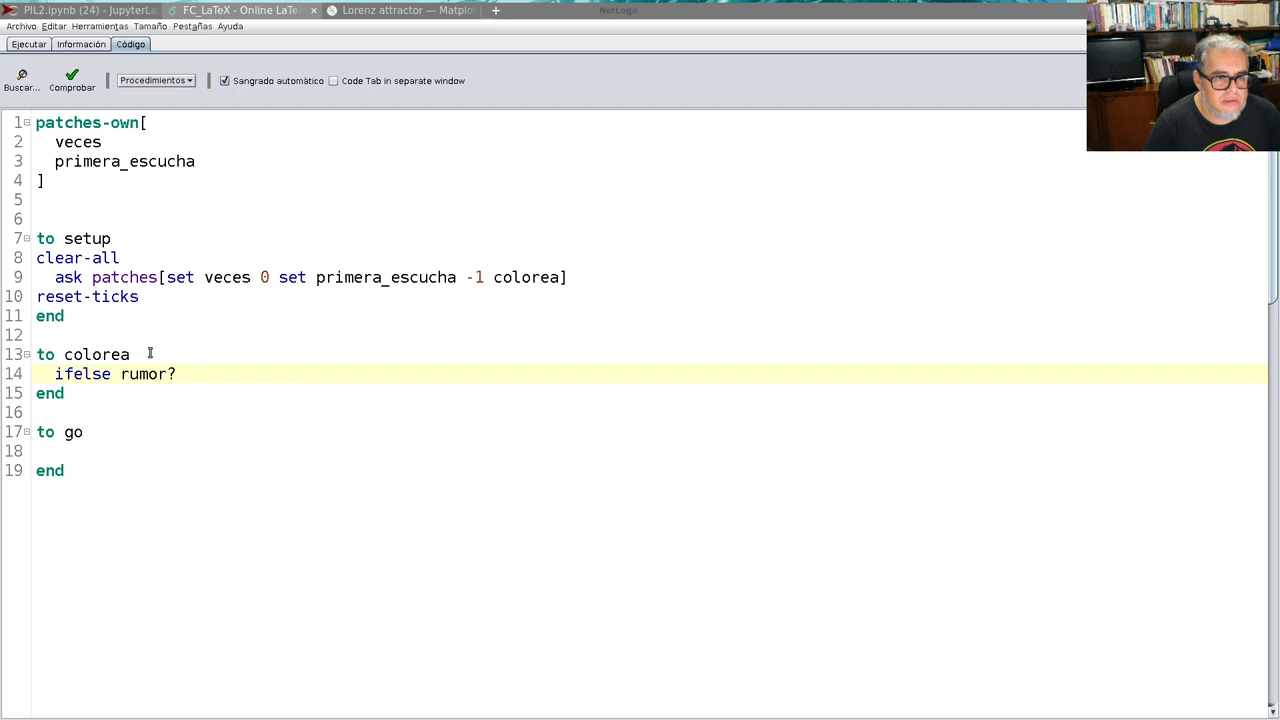 PIL2.ipynb (24) - JupyterLa
FC_LaTeX - Online LaTe
Lorenz attractor — Matplo
NetLogo
Archivo Editar Herramientas Tamaño Pestañas Ayuda
Ejecutar Información Código
Buscar... Comprobar Procedimientos Sangrado automático Code Tab in separate window
1 patches-own[
2 veces
3 primera_escucha
4 ]
5
6
7 to setup
8 clear-all
9 ask patches[set veces 0 set primera_escucha -1 colorea]
10 reset-ticks
11 end
12
13 to colorea
14 ifelse rumor?
15 end
16
17 to go
18
19 end